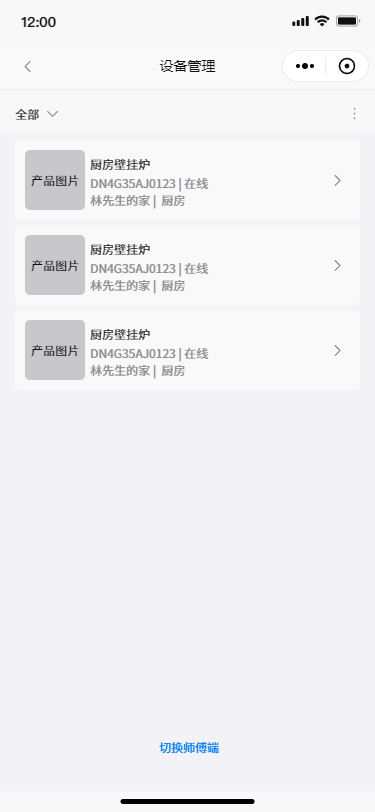 12:00
设备管理
全部
产品图片
厨房壁挂炉
DN4G35AJ0123 | 在线
林先生的家 | 厨房
产品图片
厨房壁挂炉
DN4G35AJ0123 | 在线
林先生的家 | 厨房
产品图片
厨房壁挂炉
DN4G35AJ0123 | 在线
林先生的家 | 厨房
切换师傅端